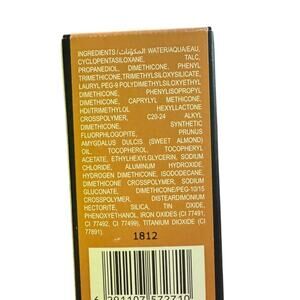 INGREDIENTS/المكونات/ WATER/AQUA/EAU,
CYCLOPENTASILOXANE, TALC,
PROPANEDIOL, DIMETHICONE, PHENYL
TRIMETHICONE, TRIMETHYLSILOXYSILICATE,
LAURYL PEG-9 POLYDIMETHYLSILOXYETHYL
DIMETHICONE, PHENYLISOPROPYL
DIMETHICONE, CAPRYLYL METHICONE,
HDI/TRIMETHYLOL HEXYLLACTONE
CROSSPOLYMER, C20-24 ALKYL
DIMETHICONE, SYNTHETIC
FLUORPHLOGOPITE, PRUNUS
AMYGDALUS DULCIS (SWEET ALMOND)
OIL, TOCOPHEROL, TOCOPHERYL
ACETATE, ETHYLHEXYLGLYCERIN, SODIUM
CHLORIDE, ALUMINUM HYDROXIDE,
HYDROGEN DIMETHICONE, ISODODECANE,
DIMETHICONE CROSSPOLYMER, SODIUM
GLUCONATE, DIMETHICONE/PEG-10/15
CROSSPOLYMER, DISTEARDIMONIUM
HECTORITE, SILICA, TIN OXIDE,
PHENOXYETHANOL, IRON OXIDES (CI 77491,
CI 77492, CI 77499), TITANIUM DIOXIDE (CI
77891)
1812